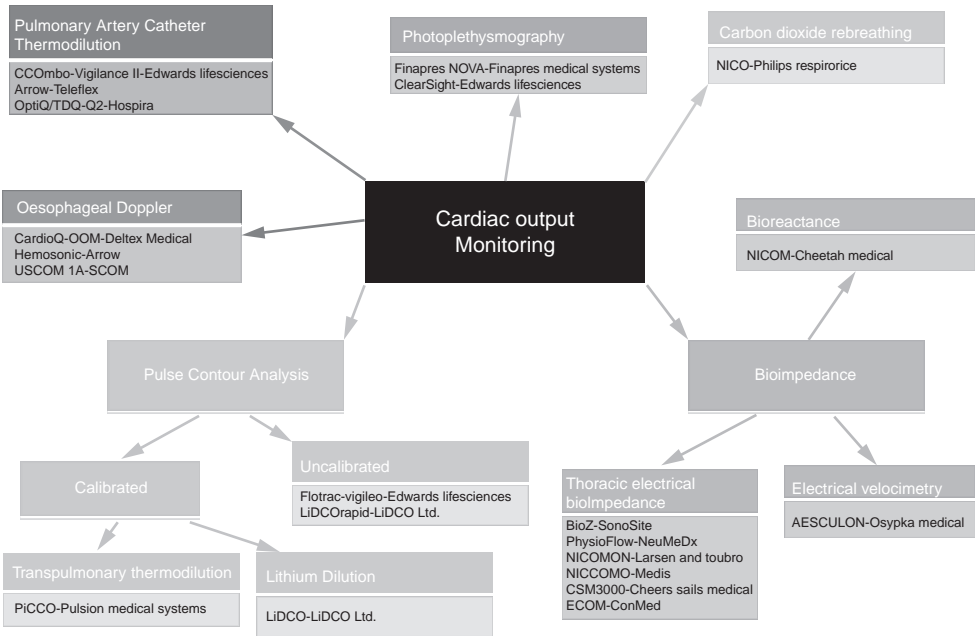 Pulmonary Artery Catheter
Thermodilution
CCOmbo-Vigilance II-Edwards lifesciences
Arrow-Teleflex
OptiQ/TDQ-Q2-Hospira
Photoplethysmography
Finapres NOVA-Finapres medical systems
ClearSight-Edwards lifesciences
Carbon dioxide rebreathing
NICO-Philips respirorice
Oesophageal Doppler
CardioQ-OOM-Deltex Medical
Hemosonic-Arrow
USCOM 1A-SCOM
Cardiac output
Monitoring
Bioreactance
NICOM-Cheetah medical
Pulse Contour Analysis
Bioimpedance
Calibrated
Uncalibrated
Flotrac-vigileo-Edwards lifesciences
LiDCOrapid-LiDCO Ltd.
Thoracic electrical
bioImpedance
BioZ-SonoSite
PhysioFlow-NeuMeDx
NICOMON-Larsen and toubro
NICCOMO-Medis
CSM3000-Cheers sails medical
ECOM-ConMed
Electrical velocimetry
AESCULON-Osypka medical
Transpulmonary thermodilution
PiCCO-Pulsion medical systems
Lithium Dilution
LiDCO-LiDCO Ltd.